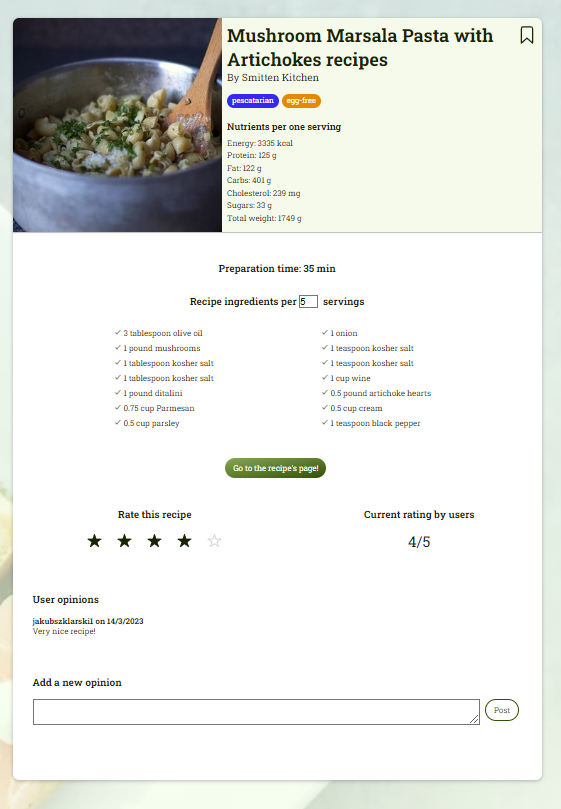 Mushroom Marsala Pasta with
Artichokes recipes
By Smitten Kitchen
pescatarian egg-free
Nutrients per one serving
Energy: 3335 kcal
Protein: 125 g
Fat: 122 g
Carbs: 401 g
Cholesterol: 239 mg
Sugars: 33 g
Total weight: 1749 g
Preparation time: 35 min
Recipe ingredients per 5 servings
3 tablespoon olive oil
1 pound mushrooms
1 tablespoon kosher salt
1 tablespoon kosher salt
1 pound ditalini
0.75 cup Parmesan
0.5 cup parsley
1 onion
1 teaspoon kosher salt
1 teaspoon kosher salt
1 cup wine
0.5 pound artichoke hearts
0.5 cup cream
1 teaspoon black pepper
Go to the recipe's page!
Rate this recipe
Current rating by users
4/5
User opinions
jakubszklarski1 on 14/3/2023
Very nice recipe!
Add a new opinion
Post